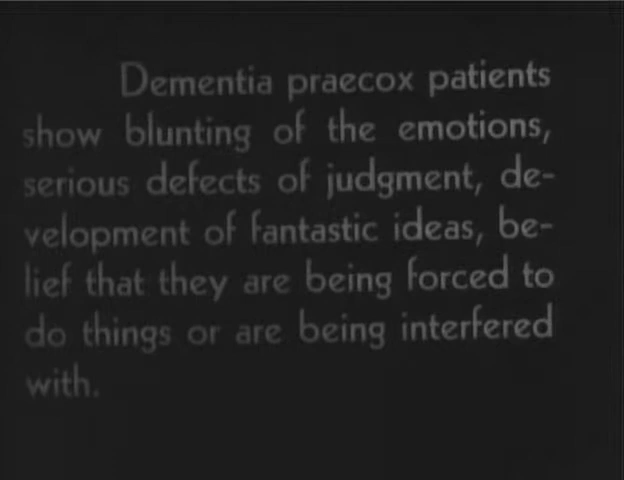 Dementia praecox patients
show blunting of the emotions,
serious defects of judgment, de-
velopment of fantastic ideas, be-
lief that they are being forced to
do things or are being interfered
with.